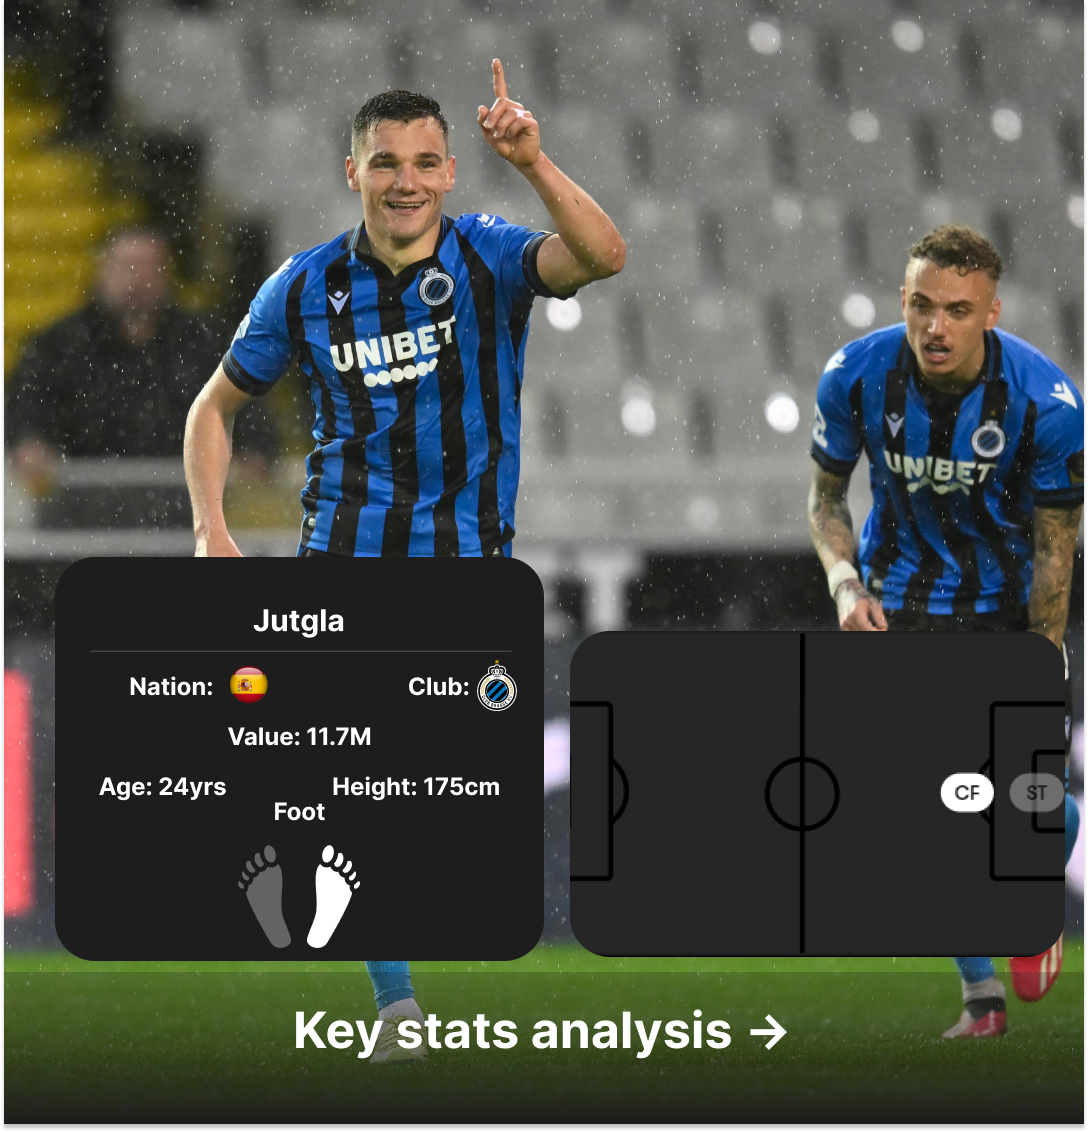 UNIBET
UNIBET
Jutgla
Nation:
Club:
Value: 11.7M
Age: 24yrs
Height: 175cm
Foot
CF
ST
Key stats analysis →